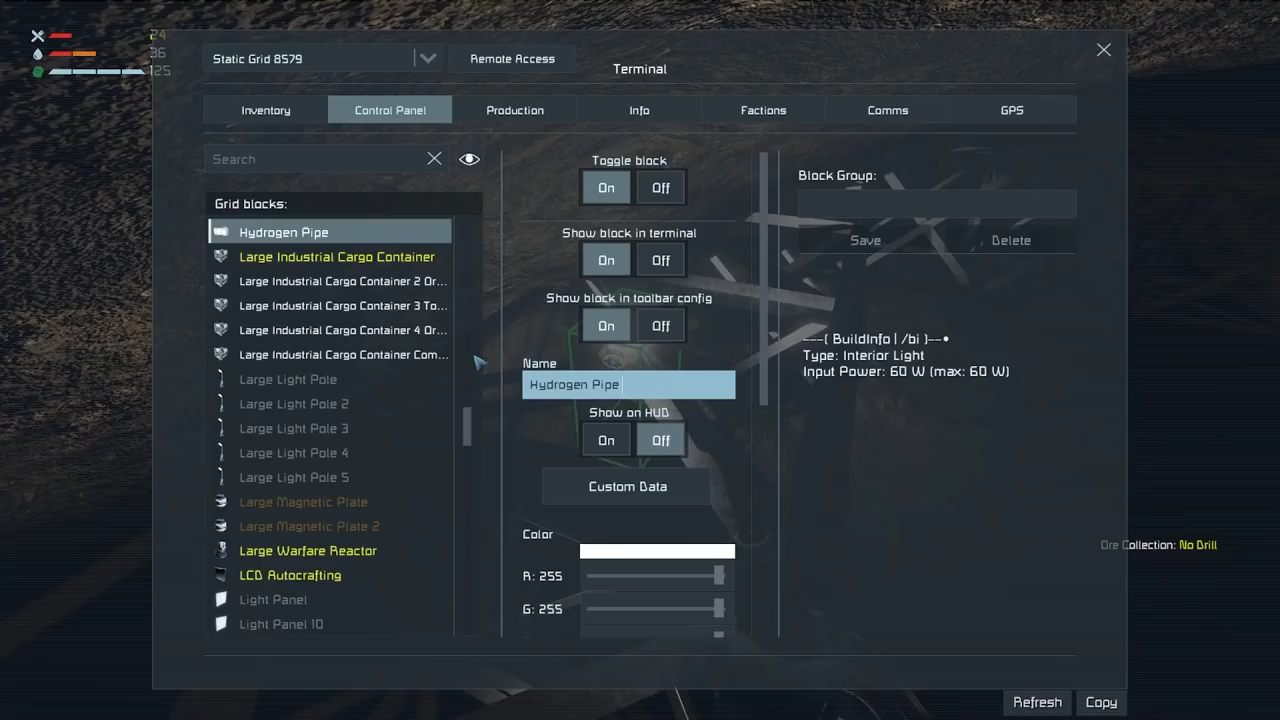 24
36
125
Static Grid 8579
Remote Access
Terminal
Inventory
Control Panel
Production
Info
Factions
Comms
GPS
Search
Grid blocks:
Hydrogen Pipe
Large Industrial Cargo Container
Large Industrial Cargo Container 2 Or...
Large Industrial Cargo Container 3 To...
Large Industrial Cargo Container 4 Or...
Large Industrial Cargo Container Com...
Large Light Pole
Large Light Pole 2
Large Light Pole 3
Large Light Pole 4
Large Light Pole 5
Large Magnetic Plate
Large Magnetic Plate 2
Large Warfare Reactor
LCD Autocrafting
Light Panel
Light Panel 10
Toggle block
On Off
Show block in terminal
On Off
Show block in toolbar config
On Off
Name
Hydrogen Pipe
Show on HUD
On Off
Custom Data
Color
R: 255
G: 255
Block Group:
Save Delete
---( BuildInfo | /bi )--•
Type: Interior Light
Input Power: 60 W (max: 60 W)
Ore Collection: No Drill
Refresh Copy